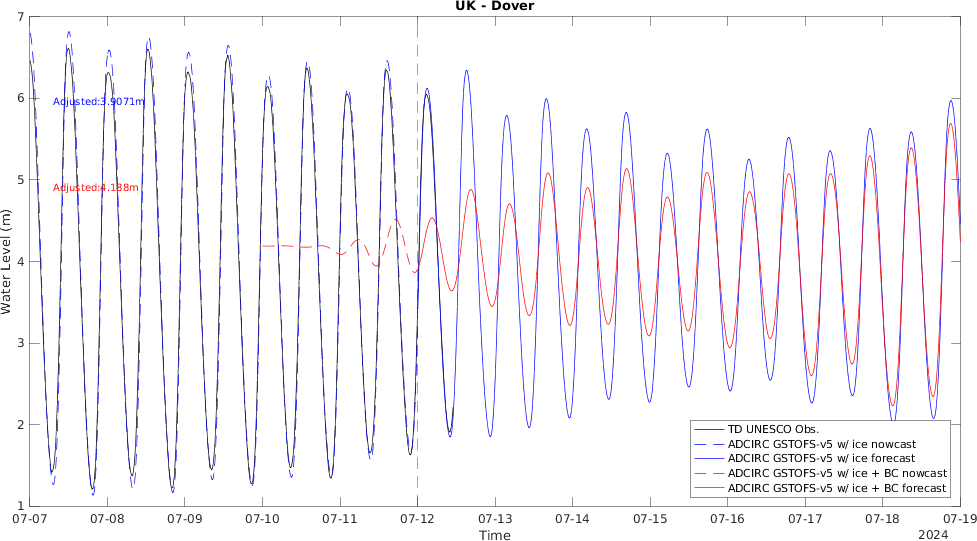 UK - Dover
7
6
5
4
3
2
1
Water Level (m)
Adjusted:3.9071m
Adjusted:4.188m
TD UNESCO Obs.
ADCIRC GSTOFS-v5 w/ ice nowcast
ADCIRC GSTOFS-v5 w/ ice forecast
ADCIRC GSTOFS-v5 w/ ice + BC nowcast
ADCIRC GSTOFS-v5 w/ ice + BC forecast
07-07 07-08 07-09 07-10 07-11 07-12 07-13 07-14 07-15 07-16 07-17 07-18 07-19
Time
2024